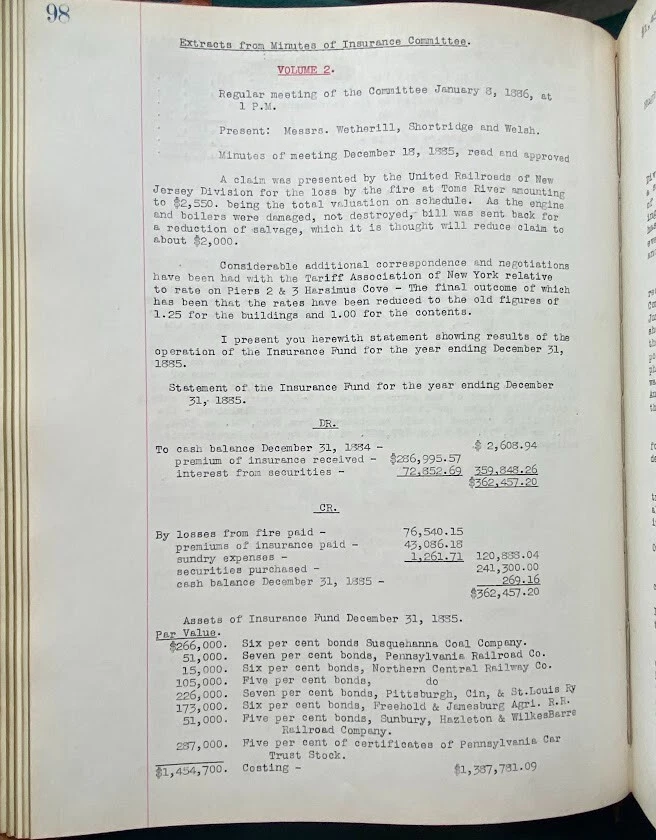 98
Extracts from Minutes of Insurance Committee.
VOLUME 2.
Regular meeting of the Committee January 8, 1886, at
1 P.M.
Present: Messrs. Wetherill, Shortridge and Welsh.
Minutes of meeting December 18, 1885, read and approved
A claim was presented by the United Railroads of New
Jersey Division for the loss by the fire at Toms River amounting
to $2,550. being the total valuation on schedule. As the engine
and boilers were damaged, not destroyed, bill was sent back for
a reduction of salvage, which it is thought will reduce claim to
about $2,000.
Considerable additional correspondence and negotiations
have been had with the Tariff Association of New York relative
to rate on Piers 2 & 3 Harsimus Cove - The final outcome of which
has been that the rates have been reduced to the old figures of
1.25 for the buildings and 1.00 for the contents.
I present you herewith statement showing results of the
operation of the Insurance Fund for the year ending December 31,
1885.
Statement of the Insurance Fund for the year ending December
31, 1885.
DR.
To cash balance December 31, 1884 - $ 2,608.94
premium of insurance received - $286,995.57
interest from securities - 72,852.69 359,848.26
$362,457.20
CR.
By losses from fire paid - 76,540.15
premiums of insurance paid - 43,086.18
sundry expenses - 1,261.71 120,888.04
securities purchased - 241,300.00
cash balance December 31, 1885 - 269.16
$362,457.20
Assets of Insurance Fund December 31, 1885.
Par Value.
$266,000. Six per cent bonds Susquehanna Coal Company.
51,000. Seven per cent bonds, Pennsylvania Railroad Co.
15,000. Six per cent bonds, Northern Central Railway Co.
105,000. Five per cent bonds, do
226,000. Seven per cent bonds, Pittsburgh, Cin, & St.Louis Ry
173,000. Six per cent bonds, Freehold & Jamesburg Agri. R.R.
51,000. Five per cent bonds, Sunbury, Hazleton & WilkesBarre
Railroad Company.
287,000. Five per cent of certificates of Pennsylvania Car
Trust Stock.
$1,454,700. Costing - $1,387,781.09